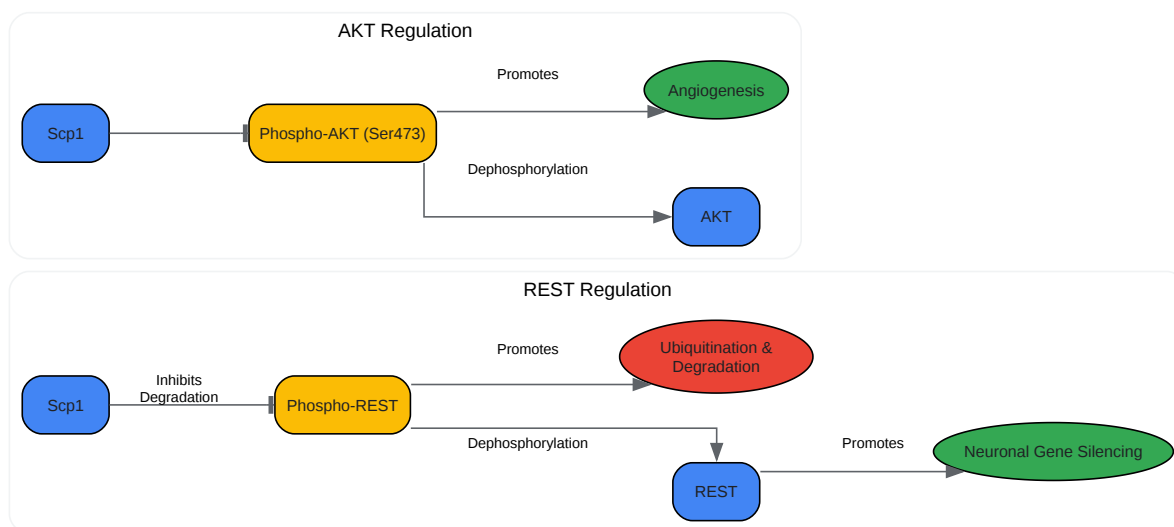 AKT Regulation
Promotes
Angiogenesis
Scp1
Phospho-AKT (Ser473)
Dephosphorylation
AKT
REST Regulation
Promotes
Ubiquitination &
Degradation
Inhibits
Degradation
Scp1
Phospho-REST
Dephosphorylation
Promotes
Neuronal Gene Silencing
REST